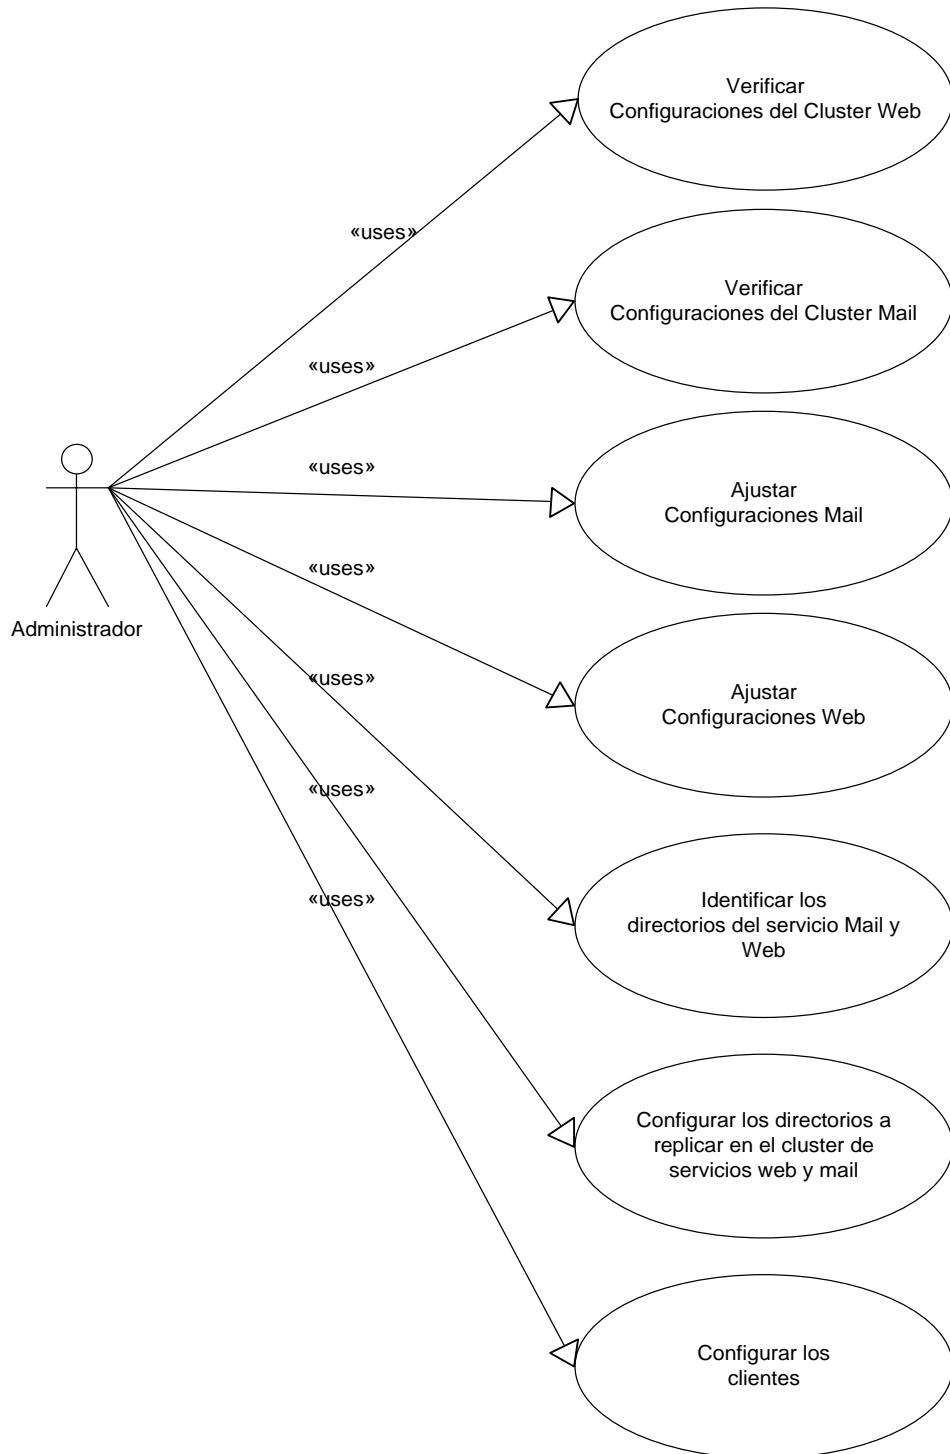 Verificar
Configuraciones del Cluster Web
«uses»
Verificar
Configuraciones del Cluster Mail
«uses»
Ajustar
Configuraciones Mail
«uses»
«uses»
Administrador
Ajustar
Configuraciones Web
«uses»
«uses»
Identificar los
directorios del servicio Mail y
Web
«uses»
Configurar los directorios a
replicar en el cluster de
servicios web y mail
Configurar los
clientes